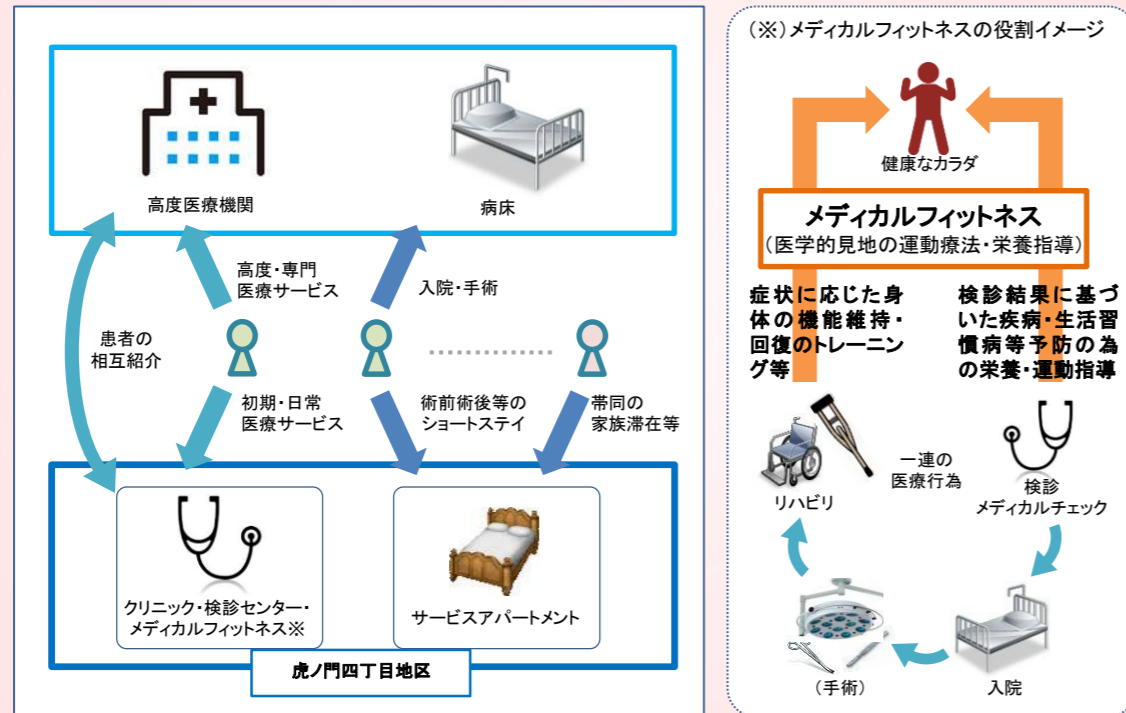 高度医療機関
病床
高度・専門
医療サービス
入院・手術
患者の
相互紹介
初期・日常
医療サービス
術前術後等の
ショートステイ
帯同の
家族滞在等
クリニック・検診センター・
メディカルフィットネス※
サービスアパートメント
虎ノ門四丁目地区
(※)メディカルフィットネスの役割イメージ
健康なカラダ
メディカルフィットネス
(医学的見地の運動療法・栄養指導)
症状に応じた身
体の機能維持・
回復のトレーニン
グ等
検診結果に基づ
いた疾病・生活習
慣病等予防の為
の栄養・運動指導
リハビリ
一連の
医療行為
検診
メディカルチェック
(手術)
入院